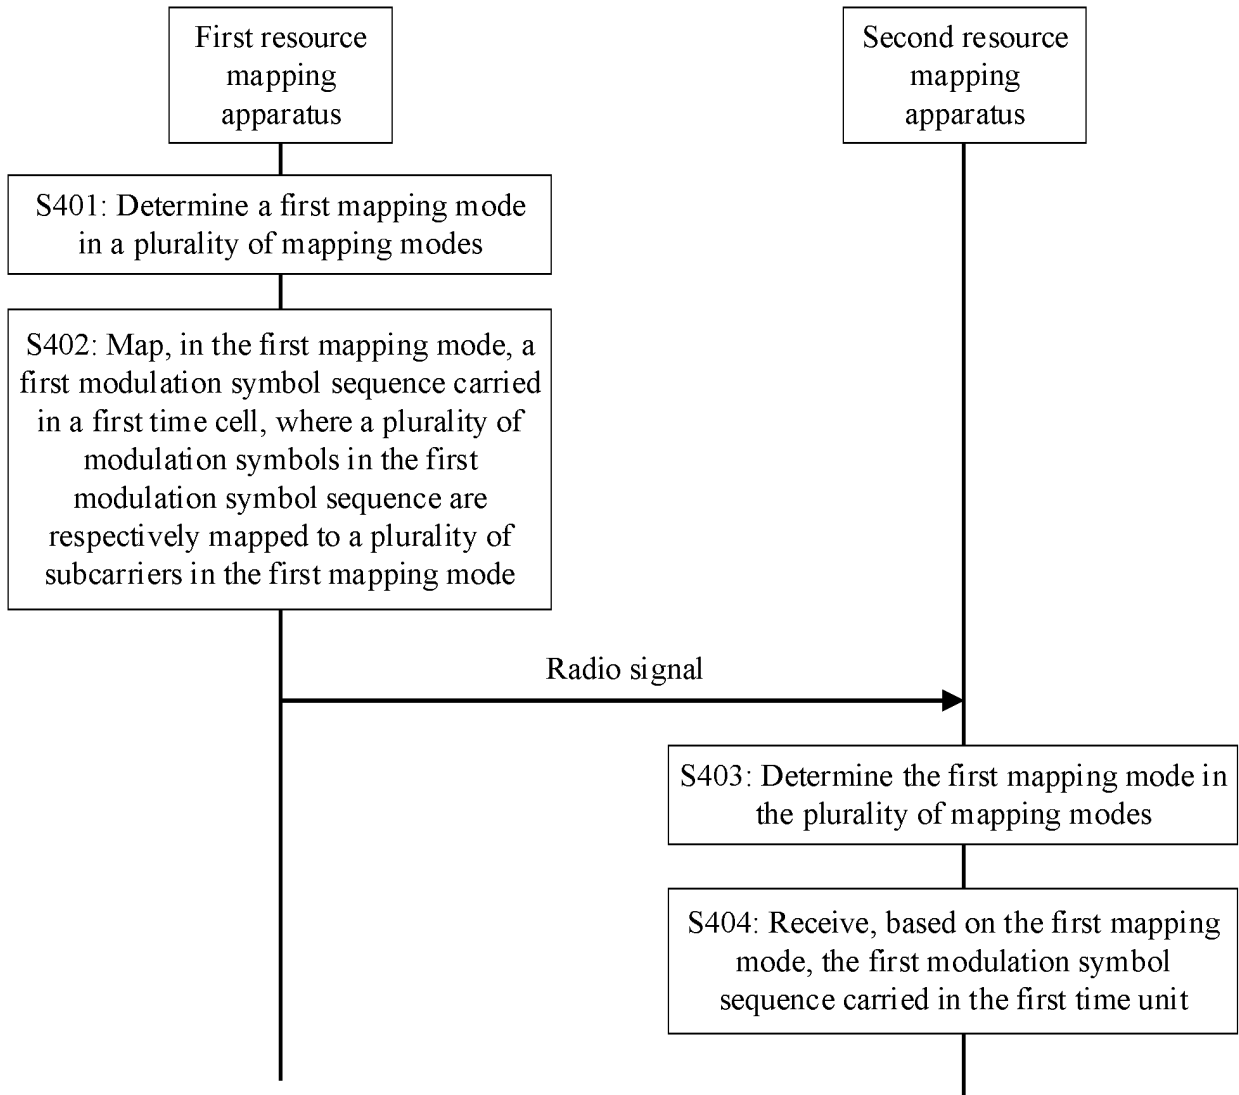 First resource
mapping
apparatus
Second resource
mapping
apparatus
S401: Determine a first mapping mode
in a plurality of mapping modes
S402: Map, in the first mapping mode, a
first modulation symbol sequence carried
in a first time cell, where a plurality of
modulation symbols in the first
modulation symbol sequence are
respectively mapped to a plurality of
subcarriers in the first mapping mode
Radio signal
S403: Determine the first mapping mode in
the plurality of mapping modes
S404: Receive, based on the first mapping
mode, the first modulation symbol
sequence carried in the first time unit